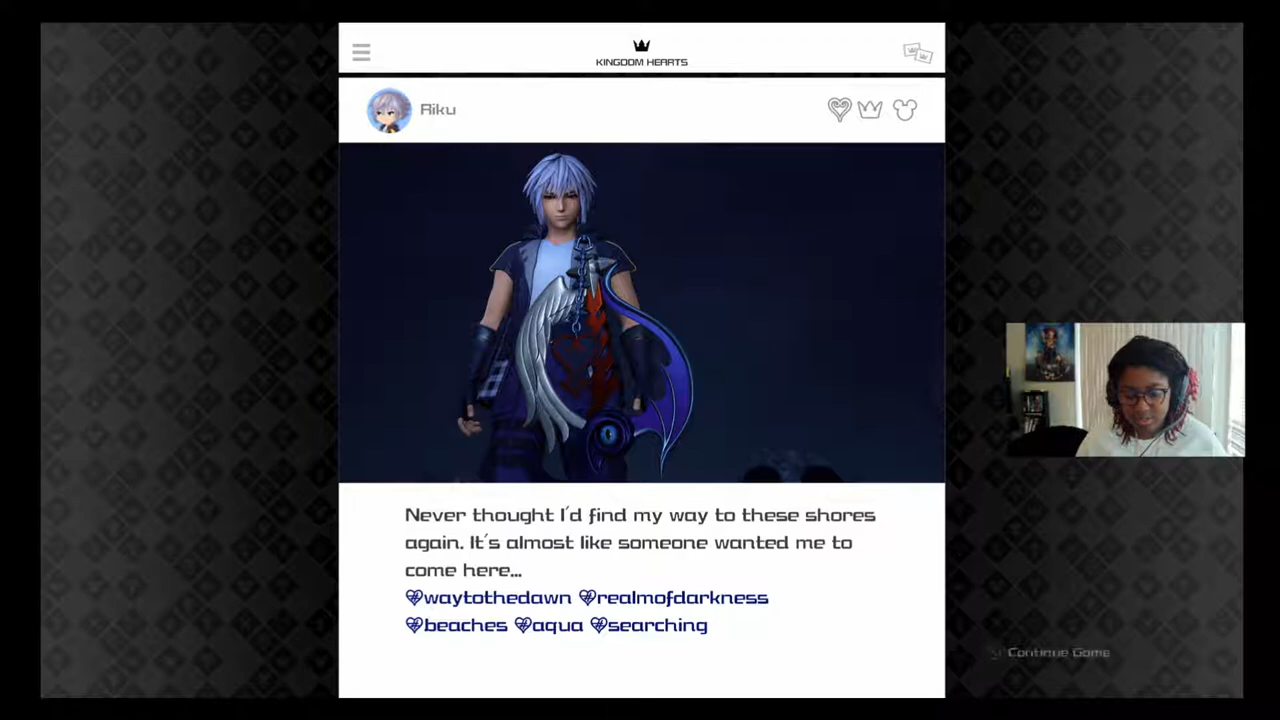 KINGDOM HEARTS
Riku
Never thought I'd find my way to these shores
again. It's almost like someone wanted me to
come here...
#waytothedawn #realmofdarkness
#beaches #aqua #searching
Continue Game